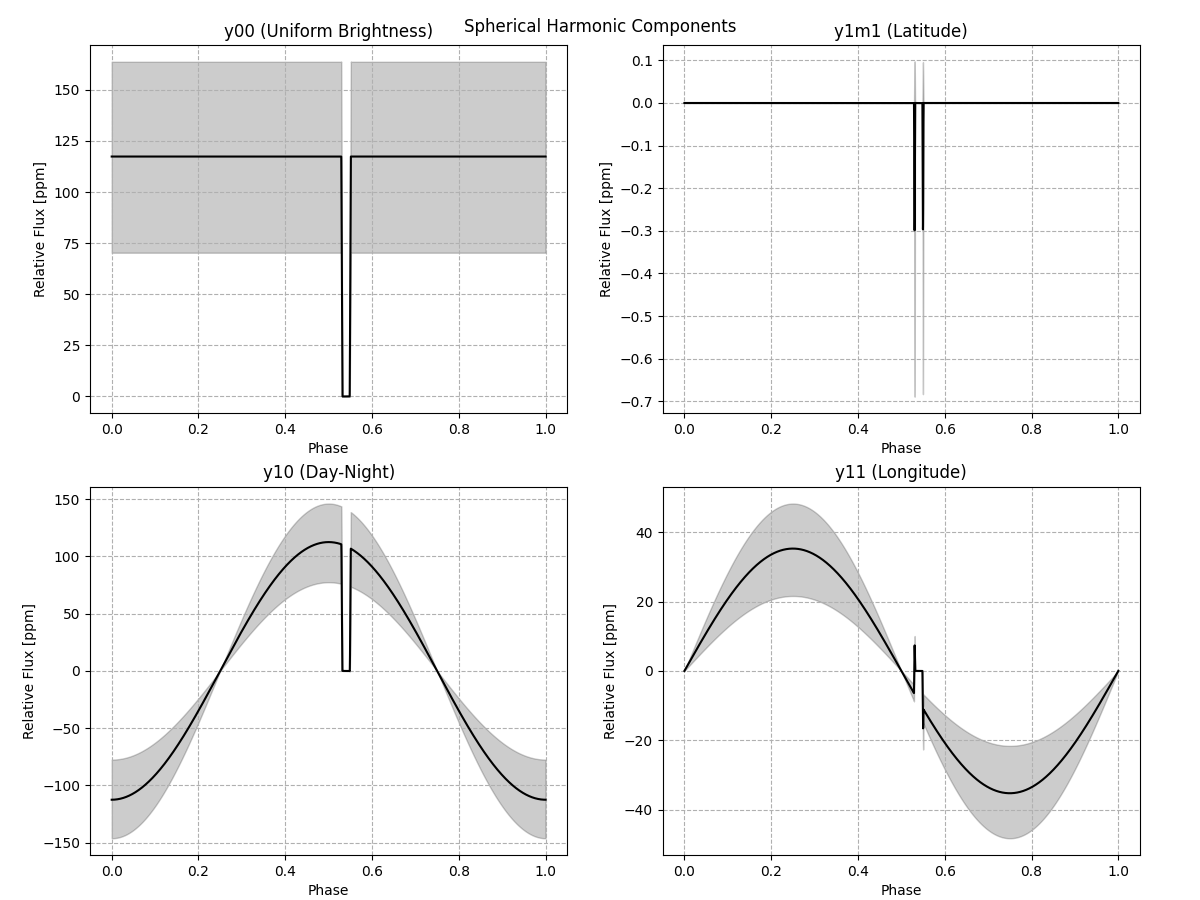 Spherical Harmonic Components
y00 (Uniform Brightness)
Relative Flux [ppm]
150
125
100
75
50
25
0
0.0 0.2 0.4 0.6 0.8 1.0
Phase
y1m1 (Latitude)
Relative Flux [ppm]
0.1
0.0
−0.1
−0.2
−0.3
−0.4
−0.5
−0.6
−0.7
0.0 0.2 0.4 0.6 0.8 1.0
Phase
y10 (Day-Night)
Relative Flux [ppm]
150
100
50
0
−50
−100
−150
0.0 0.2 0.4 0.6 0.8 1.0
Phase
y11 (Longitude)
Relative Flux [ppm]
40
20
0
−20
−40
0.0 0.2 0.4 0.6 0.8 1.0
Phase